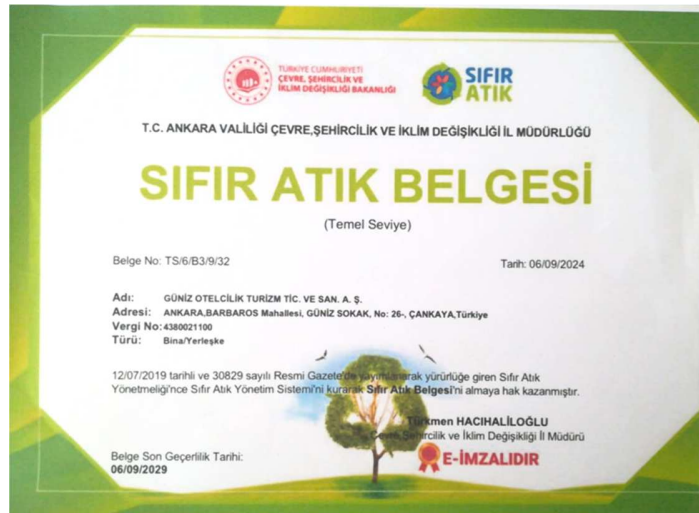 TÜRKİYE CUMHURİYETİ
ÇEVRE, ŞEHİRCİLİK VE
İKLİM DEĞİŞİKLİĞİ BAKANLIĞI
SIFIR
ATIK
T.C. ANKARA VALİLİĞİ ÇEVRE,ŞEHİRCİLİK VE İKLİM DEĞİŞİKLİĞİ İL MÜDÜRLÜĞÜ
SIFIR ATIK BELGESİ
(Temel Seviye)
Belge No: TS/6/B3/9/32
Tarih: 06/09/2024
Adı: GÜNİZ OTELCİLİK TURİZM TİC. VE SAN. A. Ş.
Adresi: ANKARA,BARBAROS Mahallesi, GÜNİZ SOKAK, No: 26-, ÇANKAYA,Türkiye
Vergi No:4380021100
Türü: Bina/Yerleşke
12/07/2019 tarihli ve 30829 sayılı Resmi Gazete'de yayımlanarak yürürlüğe giren Sıfır Atık
Yönetmeliği'nce Sıfır Atık Yönetim Sistemi'ni kurarak Sıfır Atık Belgesi'ni almaya hak kazanmıştır.
Türkmen HACIHALİLOĞLU
Çevre,Şehircilik ve İklim Değişikliği İl Müdürü
E-İMZALIDIR
Belge Son Geçerlilik Tarihi:
06/09/2029